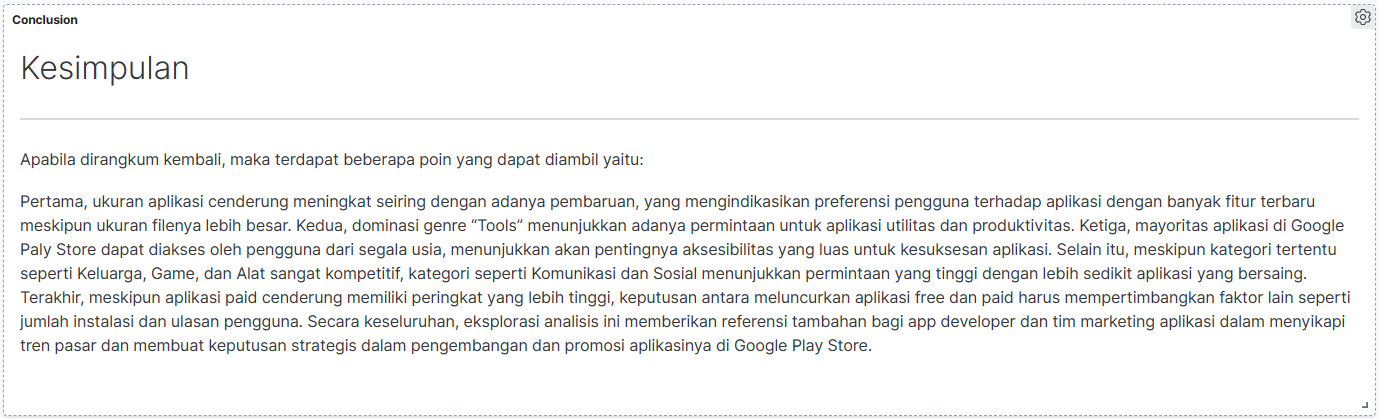 Conclusion
Kesimpulan
Apabila dirangkum kembali, maka terdapat beberapa poin yang dapat diambil yaitu:
Pertama, ukuran aplikasi cenderung meningkat seiring dengan adanya pembaruan, yang mengindikasikan preferensi pengguna terhadap aplikasi dengan banyak fitur terbaru
meskipun ukuran filenya lebih besar. Kedua, dominasi genre “Tools” menunjukkan adanya permintaan untuk aplikasi utilitas dan produktivitas. Ketiga, mayoritas aplikasi di Google
Paly Store dapat diakses oleh pengguna dari segala usia, menunjukkan akan pentingnya aksesibilitas yang luas untuk kesuksesan aplikasi. Selain itu, meskipun kategori tertentu
seperti Keluarga, Game, dan Alat sangat kompetitif, kategori seperti Komunikasi dan Sosial menunjukkan permintaan yang tinggi dengan lebih sedikit aplikasi yang bersaing.
Terakhir, meskipun aplikasi paid cenderung memiliki peringkat yang lebih tinggi, keputusan antara meluncurkan aplikasi free dan paid harus mempertimbangkan faktor lain seperti
jumlah instalasi dan ulasan pengguna. Secara keseluruhan, eksplorasi analisis ini memberikan referensi tambahan bagi app developer dan tim marketing aplikasi dalam menyikapi
tren pasar dan membuat keputusan strategis dalam pengembangan dan promosi aplikasinya di Google Play Store.